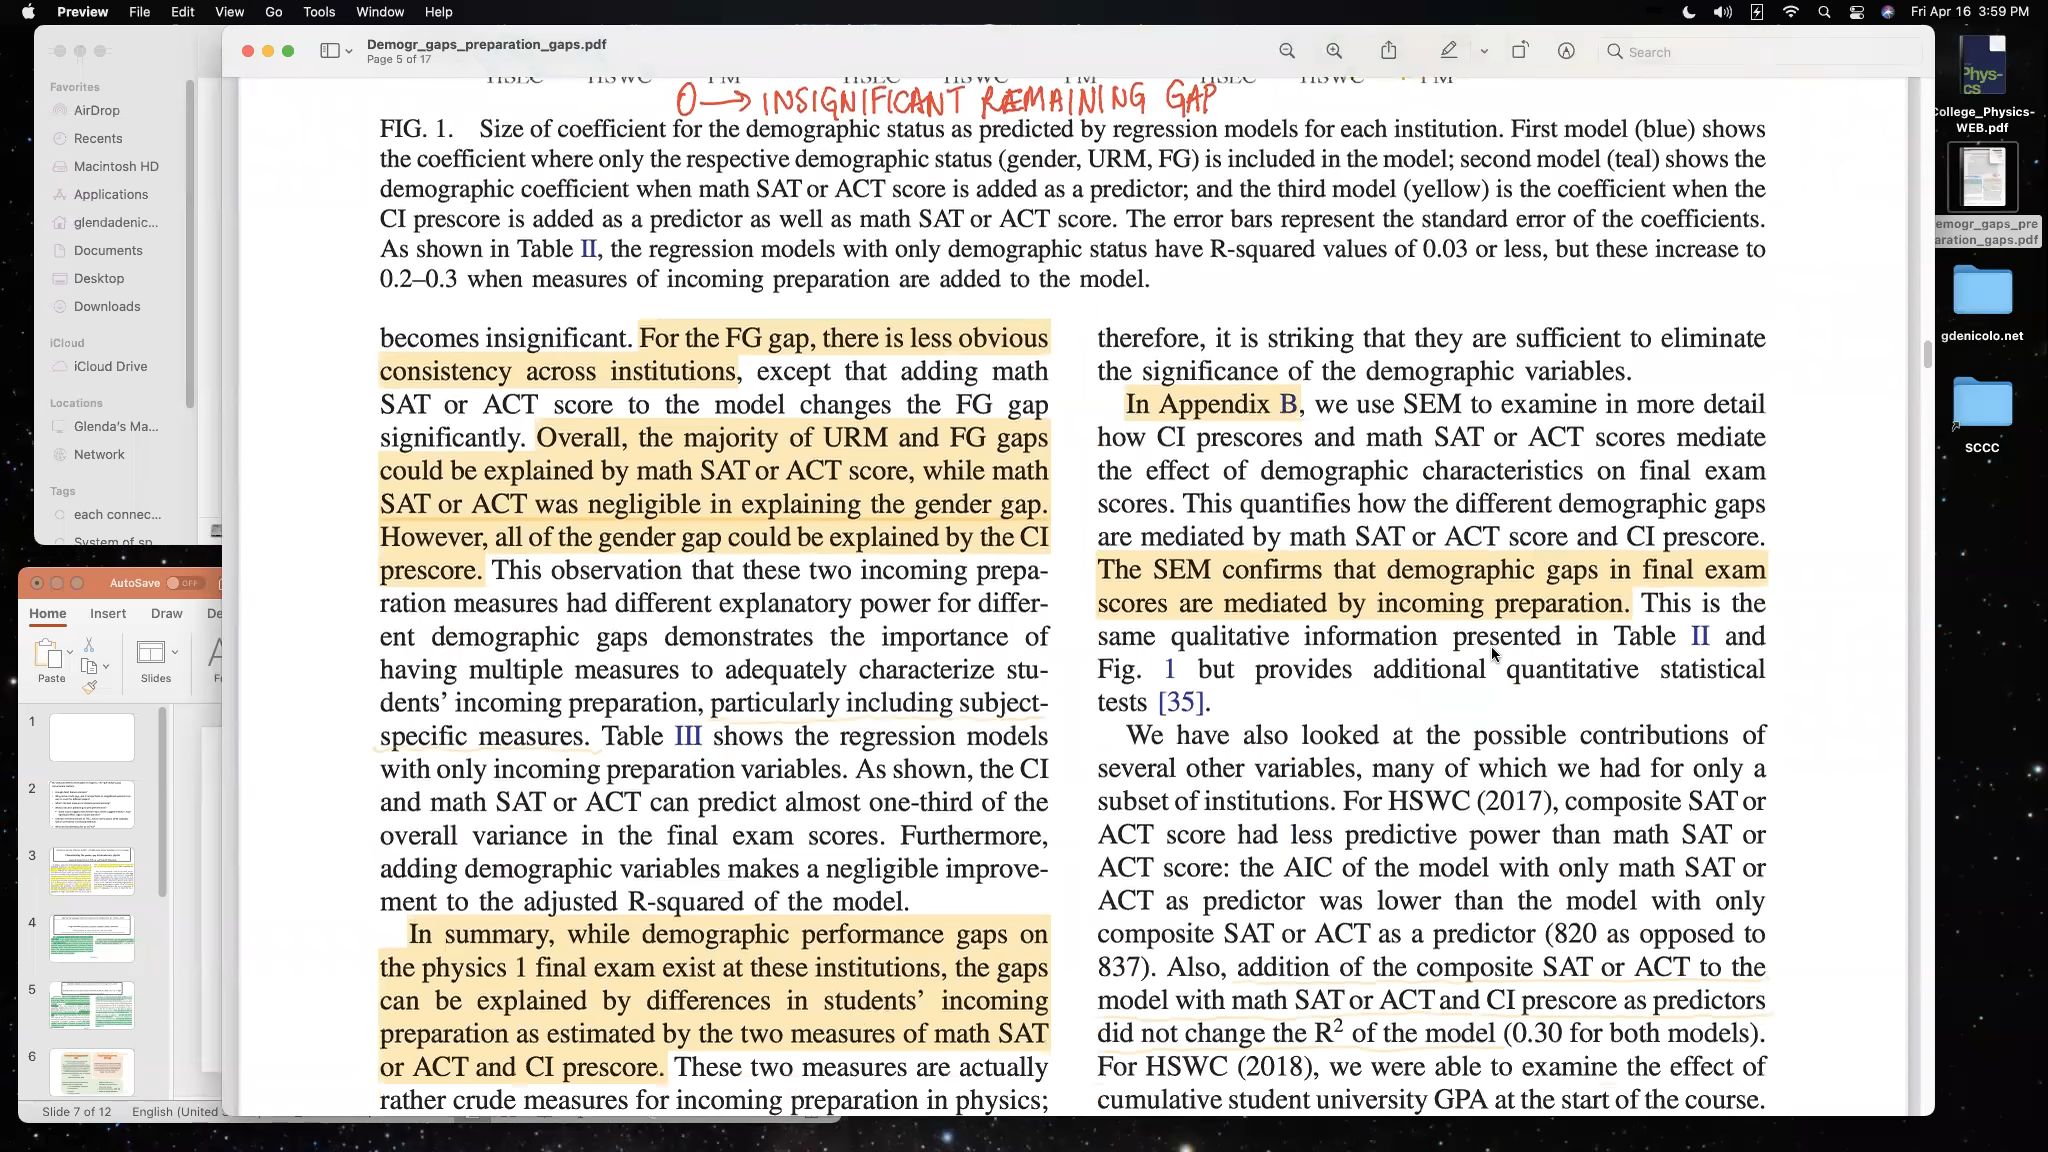 Preview File Edit View Go Tools Window Help
Fri Apr 16 3:59 PM
Demogr_gaps_preparation_gaps.pdf
Page 5 of 17
Search
Favorites
AirDrop
Recents
Macintosh HD
Applications
glendadenic...
Documents
Desktop
Downloads
iCloud
iCloud Drive
Locations
Glenda's Ma...
Network
Tags
each connec...
System of sp
AutoSave OFF
Home Insert Draw De
Paste
Slides
1
2
3
4
5
6
Slide 7 of 12 English (United
0 → INSIGNIFICANT REMAINING GAP
FIG. 1. Size of coefficient for the demographic status as predicted by regression models for each institution. First model (blue) shows
the coefficient where only the respective demographic status (gender, URM, FG) is included in the model; second model (teal) shows the
demographic coefficient when math SAT or ACT score is added as a predictor; and the third model (yellow) is the coefficient when the
CI prescore is added as a predictor as well as math SAT or ACT score. The error bars represent the standard error of the coefficients.
As shown in Table II, the regression models with only demographic status have R-squared values of 0.03 or less, but these increase to
0.2–0.3 when measures of incoming preparation are added to the model.
becomes insignificant. For the FG gap, there is less obvious
consistency across institutions, except that adding math
SAT or ACT score to the model changes the FG gap
significantly. Overall, the majority of URM and FG gaps
could be explained by math SAT or ACT score, while math
SAT or ACT was negligible in explaining the gender gap.
However, all of the gender gap could be explained by the CI
prescore. This observation that these two incoming prepa-
ration measures had different explanatory power for differ-
ent demographic gaps demonstrates the importance of
having multiple measures to adequately characterize stu-
dents' incoming preparation, particularly including subject-
specific measures. Table III shows the regression models
with only incoming preparation variables. As shown, the CI
and math SAT or ACT can predict almost one-third of the
overall variance in the final exam scores. Furthermore,
adding demographic variables makes a negligible improve-
ment to the adjusted R-squared of the model.
In summary, while demographic performance gaps on
the physics 1 final exam exist at these institutions, the gaps
can be explained by differences in students' incoming
preparation as estimated by the two measures of math SAT
or ACT and CI prescore. These two measures are actually
rather crude measures for incoming preparation in physics;
therefore, it is striking that they are sufficient to eliminate
the significance of the demographic variables.
In Appendix B, we use SEM to examine in more detail
how CI prescores and math SAT or ACT scores mediate
the effect of demographic characteristics on final exam
scores. This quantifies how the different demographic gaps
are mediated by math SAT or ACT score and CI prescore.
The SEM confirms that demographic gaps in final exam
scores are mediated by incoming preparation. This is the
same qualitative information presented in Table II and
Fig. 1 but provides additional quantitative statistical
tests [35].
We have also looked at the possible contributions of
several other variables, many of which we had for only a
subset of institutions. For HSWC (2017), composite SAT or
ACT score had less predictive power than math SAT or
ACT score: the AIC of the model with only math SAT or
ACT as predictor was lower than the model with only
composite SAT or ACT as a predictor (820 as opposed to
837). Also, addition of the composite SAT or ACT to the
model with math SAT or ACT and CI prescore as predictors
did not change the R² of the model (0.30 for both models).
For HSWC (2018), we were able to examine the effect of
cumulative student university GPA at the start of the course.
Phys-
ics
College_Physics-
WEB.pdf
emogr_gaps_pre
aration_gaps.pdf
gdenicolo.net
SCCC